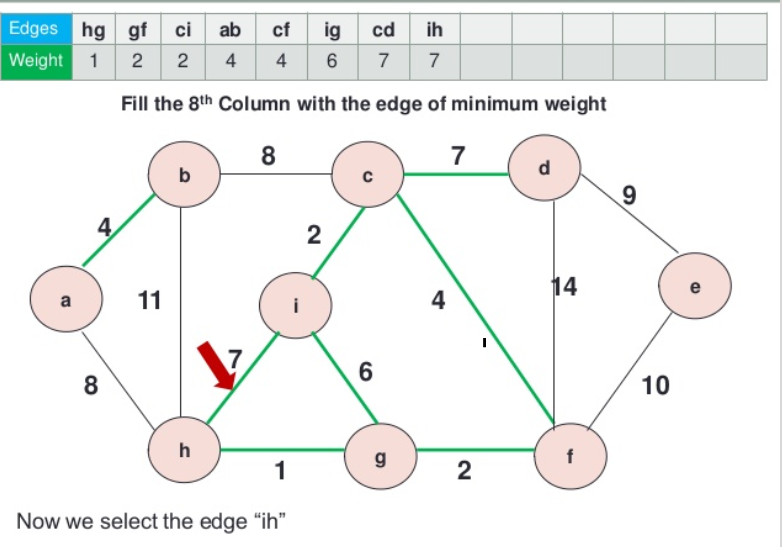 Edges hg gf ci ab cf ig cd ih
Weight 1 2 2 4 4 6 7 7
Fill the 8th Column with the edge of minimum weight
b 8 c 7 d
9
4
2
a 11 i 4 14 e
7
8 6 10
h g f
1 2
Now we select the edge “ih”